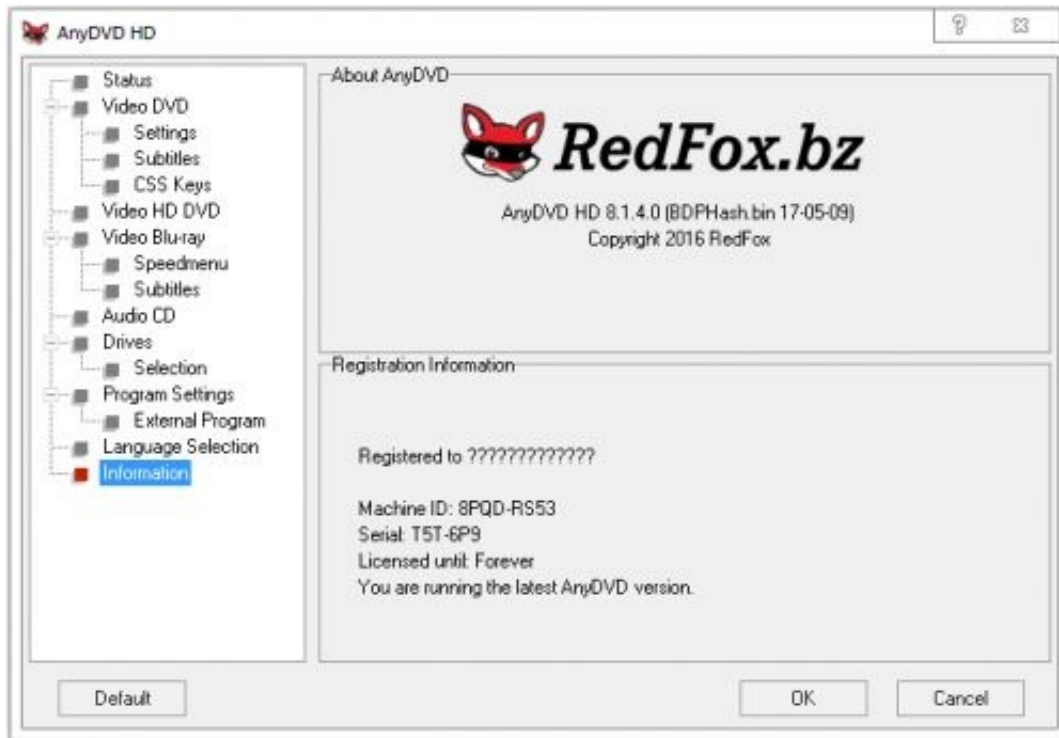 AnyDVD HD
Status
Video DVD
Settings
Subtitles
CSS Keys
Video HD DVD
Video Blu-ray
Speedmenu
Subtitles
Audio CD
Drives
Selection
Program Settings
External Program
Language Selection
Information
About AnyDVD
RedFox.bz
AnyDVD HD 8.1.4.0 (BDPHash.bin 17-05-09)
Copyright 2016 RedFox
Registration Information
Registered to ?????????????
Machine ID: 8PQD-RS53
Serial: T5T-6P9
Licensed until: Forever
You are running the latest AnyDVD version.
Default
OK
Cancel